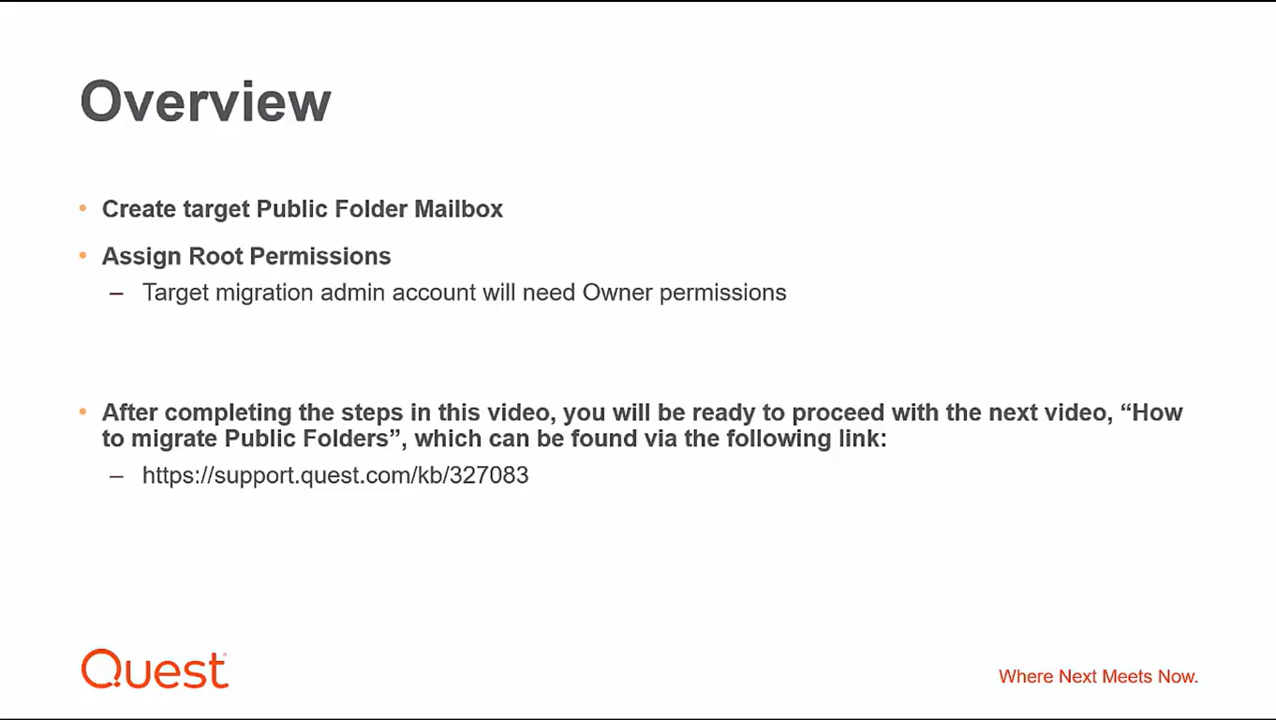 Overview
• Create target Public Folder Mailbox
• Assign Root Permissions
– Target migration admin account will need Owner permissions
• After completing the steps in this video, you will be ready to proceed with the next video, “How
to migrate Public Folders”, which can be found via the following link:
– https://support.quest.com/kb/327083
Quest
Where Next Meets Now.